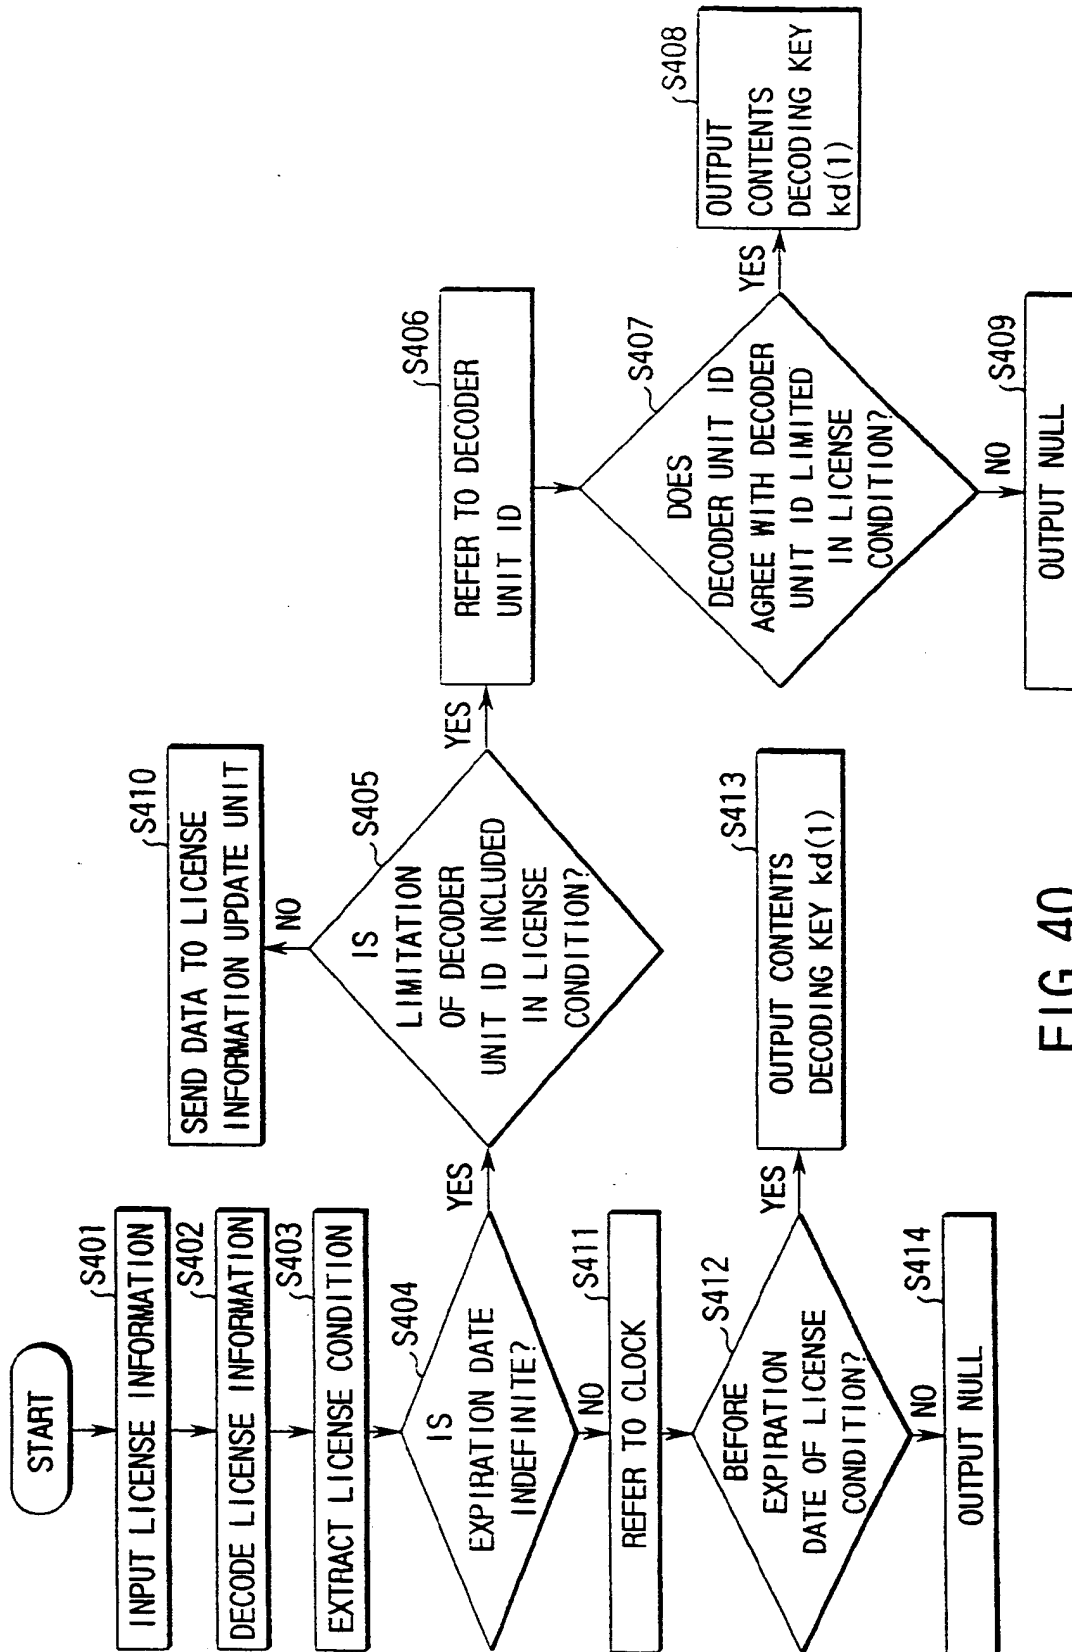 START
S401
INPUT LICENSE INFORMATION
S402
DECODE LICENSE INFORMATION
S403
EXTRACT LICENSE CONDITION
S404
IS
EXPIRATION DATE
INDEFINITE?
YES
NO
S411
REFER TO CLOCK
S412
BEFORE
EXPIRATION
DATE OF LICENSE
CONDITION?
YES
NO
S414
OUTPUT NULL
S413
OUTPUT CONTENTS
DECODING KEY kd(1)
S410
SEND DATA TO LICENSE
INFORMATION UPDATE UNIT
NO
S405
IS
LIMITATION
OF DECODER
UNIT ID INCLUDED
IN LICENSE
CONDITION?
YES
S406
REFER TO DECODER
UNIT ID
S407
DOES
DECODER UNIT ID
AGREE WITH DECODER
UNIT ID LIMITED
IN LICENSE
CONDITION?
YES
NO
S408
OUTPUT
CONTENTS
DECODING KEY
kd(1)
S409
OUTPUT NULL
FIG.40